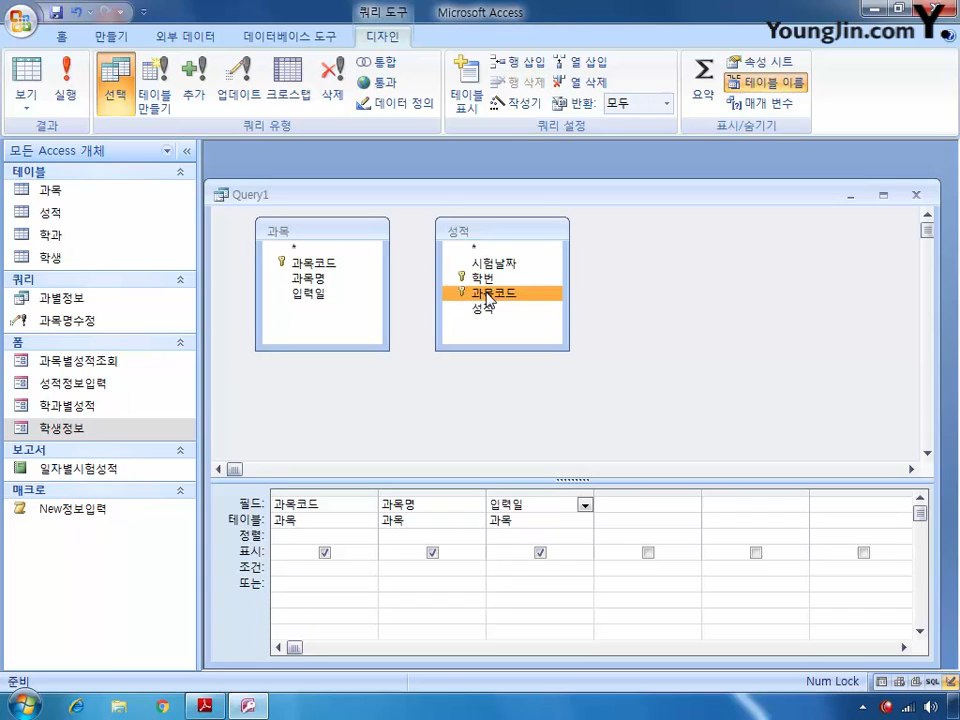 쿼리 도구
Microsoft Access
YoungJin.com Y.
홈
만들기
외부 데이터
데이터베이스 도구
디자인
보기
실행
결과
선택
테이블 만들기
추가
업데이트
크로스탭
삭제
통합
통과
데이터 정의
쿼리 유형
테이블 표시
행 삽입
행 삭제
작성기
열 삽입
열 삭제
반환: 모두
쿼리 설정
Σ
요약
속성 시트
테이블 이름
매개 변수
표시/숨기기
모든 Access 개체
테이블
과목
성적
학과
학생
쿼리
과별정보
과목명수정
폼
과목별성적조회
성적정보입력
학과별성적
학생정보
보고서
일자별시험성적
매크로
New정보입력
Query1
과목
*
과목코드
과목명
입력일
성적
*
시험날짜
학번
과목코드
성적
필드: 과목코드 과목명 입력일
테이블: 과목 과목 과목
정렬:
표시:
조건:
또는:
준비
Num Lock
SQL